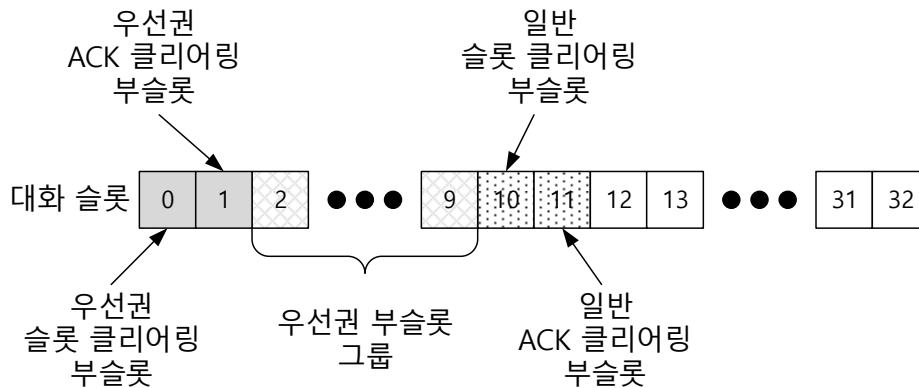 우선권
ACK 클리어링
부슬롯
일반
슬롯 클리어링
부슬롯
대화 슬롯 0 1 2 9 10 11 12 13 31 32
우선권
슬롯 클리어링
부슬롯
우선권 부슬롯
그룹
일반
ACK 클리어링
부슬롯